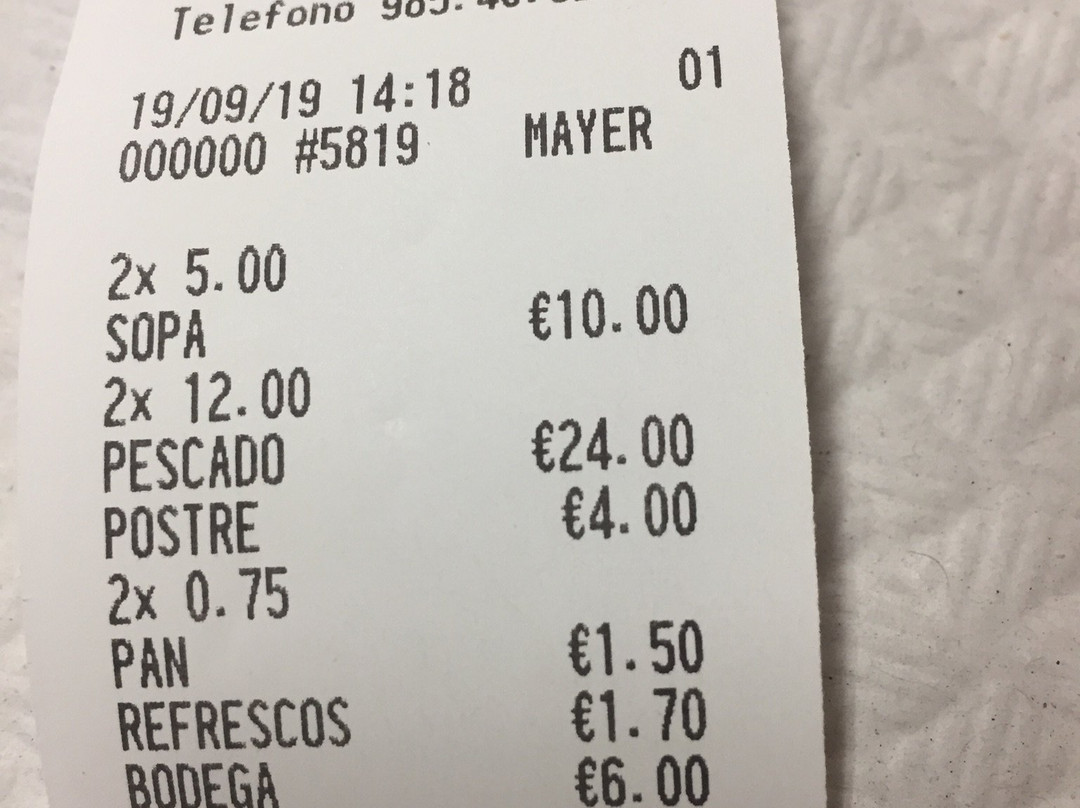 Telefono
01
19/09/19 14:18
000000 #5819 MAYER
2x 5.00
SOPA €10.00
2x 12.00
PESCADO €24.00
POSTRE €4.00
2x 0.75
PAN €1.50
REFRESCOS €1.70
BODEGA €6.00